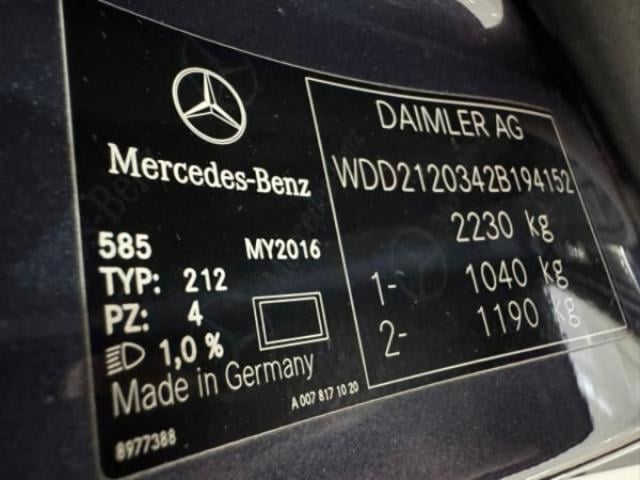 Mercedes-Benz
585 MY2016
TYP: 212
PZ: 4
1,0 %
Made in Germany
A 007 817 10 20
8977388
DAIMLER AG
WDD2120342B194152
2230 kg
1- 1040 kg
2- 1190 kg